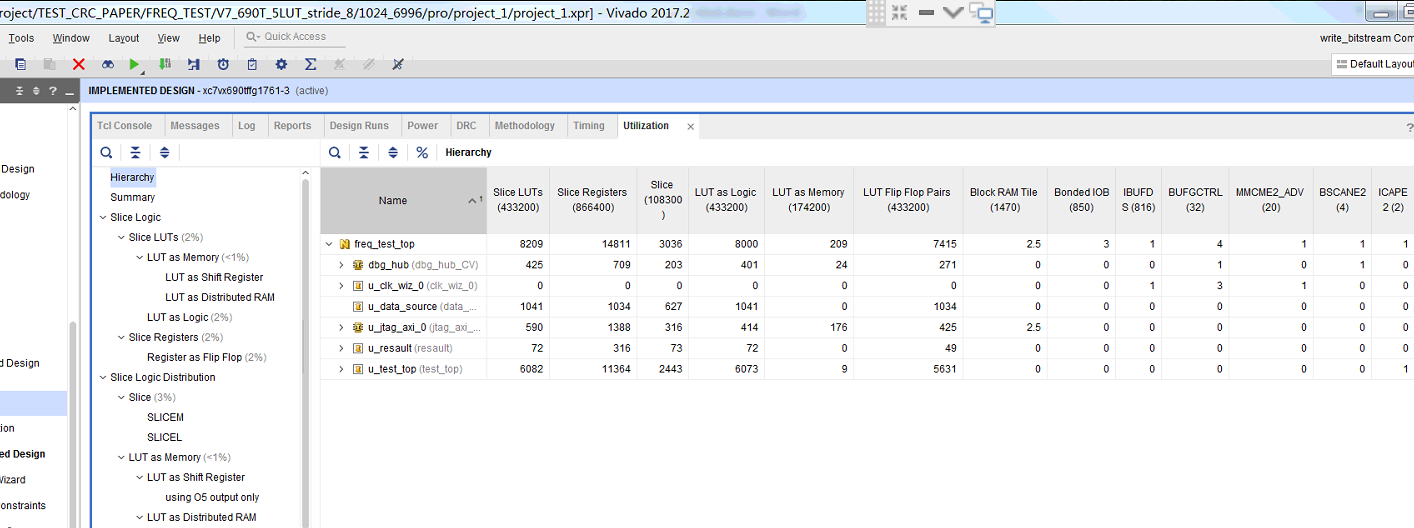 roject/TEST_CRC_PAPER/FREQ_TEST/V7_690T_5LUT_stride_8/1024_6996/pro/project_1/project_1.xpr] - Vivado 2017.2
Tools Window Layout View Help Quick Access write_bitstream Com
Default Layout
IMPLEMENTED DESIGN - xc7vx690tffg1761-3 (active)
Tcl Console Messages Log Reports Design Runs Power DRC Methodology Timing Utilization
Hierarchy
Design
dology
ed Design
tion
ed Design
Wizard
onstraints
Hierarchy
Summary
Slice Logic
Slice LUTs (2%)
LUT as Memory (<1%)
LUT as Shift Register
LUT as Distributed RAM
LUT as Logic (2%)
Slice Registers (2%)
Register as Flip Flop (2%)
Slice Logic Distribution
Slice (3%)
SLICEM
SLICEL
LUT as Memory (<1%)
LUT as Shift Register
using O5 output only
LUT as Distributed RAM
Name 1 Slice LUTs (433200) Slice Registers (866400) Slice (108300) LUT as Logic (433200) LUT as Memory (174200) LUT Flip Flop Pairs (433200) Block RAM Tile (1470) Bonded IOB (850) IBUFDS (816) BUFGCTRL (32) MMCME2_ADV (20) BSCANE2 (4) ICAPE2 (2)
freq_test_top 8209 14811 3036 8000 209 7415 2.5 3 1 4 1 1 1
dbg_hub (dbg_hub_CV) 425 709 203 401 24 271 0 0 0 1 0 1 0
u_clk_wiz_0 (clk_wiz_0) 0 0 0 0 0 0 0 0 1 3 1 0 0
u_data_source (data_... 1041 1034 627 1041 0 1034 0 0 0 0 0 0 0
u_jtag_axi_0 (jtag_axi_... 590 1388 316 414 176 425 2.5 0 0 0 0 0 0
u_resault (resault) 72 316 73 72 0 49 0 0 0 0 0 0 0
u_test_top (test_top) 6082 11364 2443 6073 9 5631 0 0 0 0 0 0 1